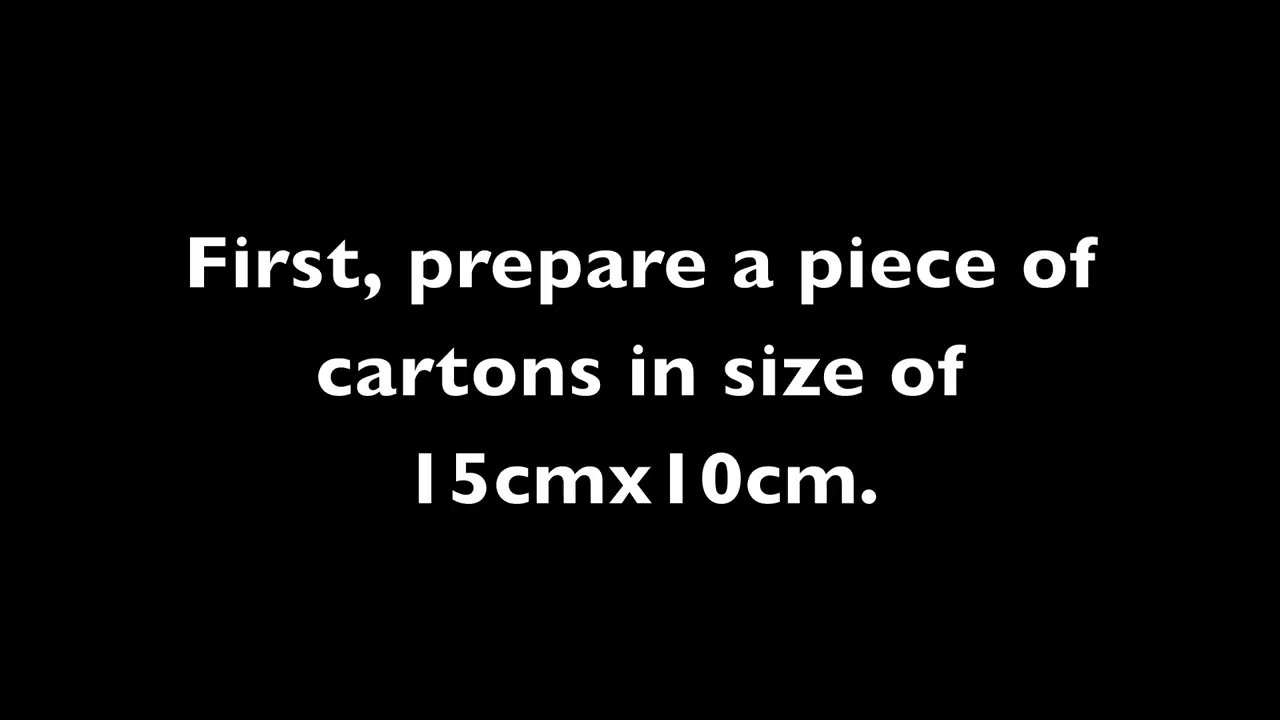 First, prepare a piece of
cartons in size of
15cmx10cm.